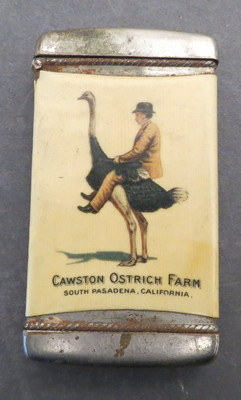 CAWSTON OSTRICH FARM
SOUTH PASADENA, CALIFORNIA.